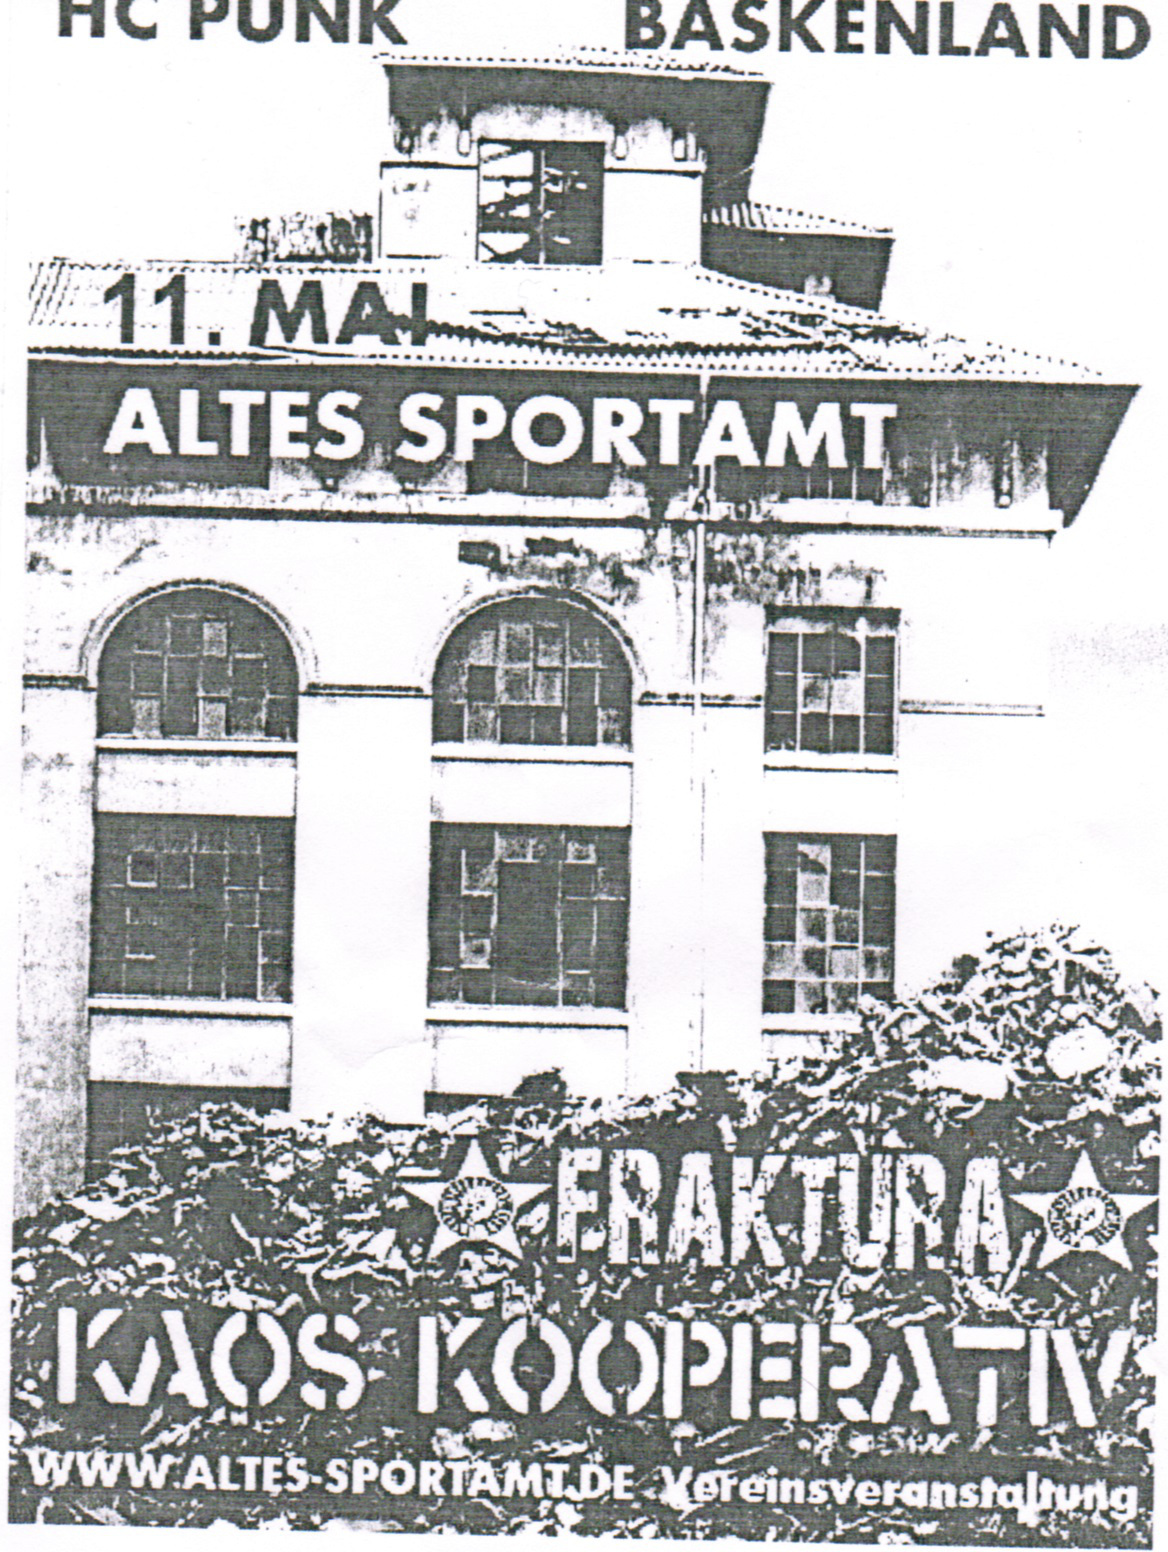 HC PUNK BASKENLAND
11. MAI
ALTES SPORTAMT
FRAKTURA
KAOS KOOPERATIV
WWW.ALTES-SPORTAMT.DE Vereinsveranstaltung